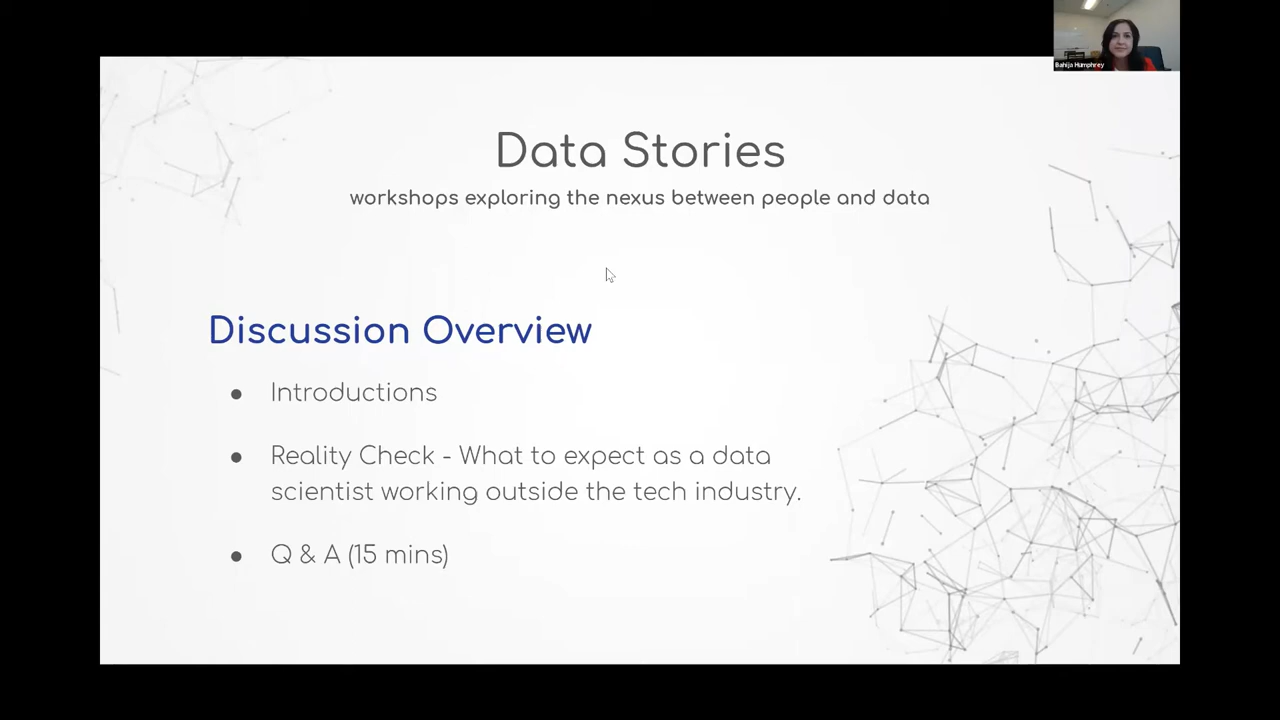 Bahija Humphrey
Data Stories
workshops exploring the nexus between people and data
Discussion Overview
● Introductions
● Reality Check - What to expect as a data
scientist working outside the tech industry.
● Q & A (15 mins)